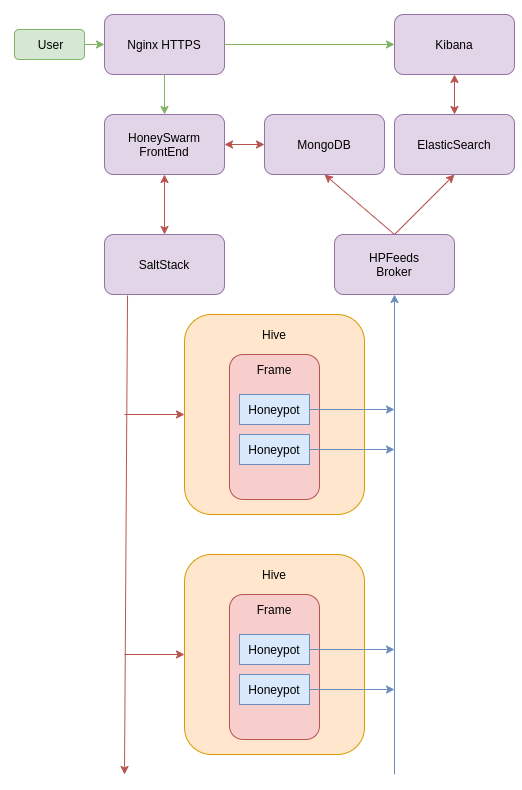 User
Nginx HTTPS
Kibana
HoneySwarm
FrontEnd
MongoDB
ElasticSearch
SaltStack
HPFeeds
Broker
Hive
Frame
Honeypot
Honeypot
Hive
Frame
Honeypot
Honeypot